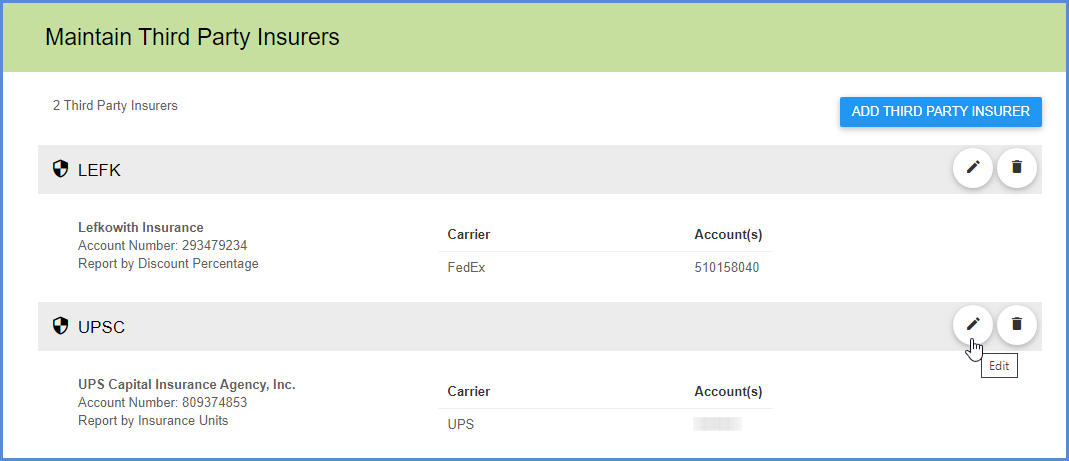 Maintain Third Party Insurers
2 Third Party Insurers
ADD THIRD PARTY INSURER
LEFK
Lefkowith Insurance
Account Number: 293479234
Report by Discount Percentage
Carrier Account(s)
FedEx 510158040
UPSC
Edit
UPS Capital Insurance Agency, Inc.
Account Number: 809374853
Report by Insurance Units
Carrier Account(s)
UPS